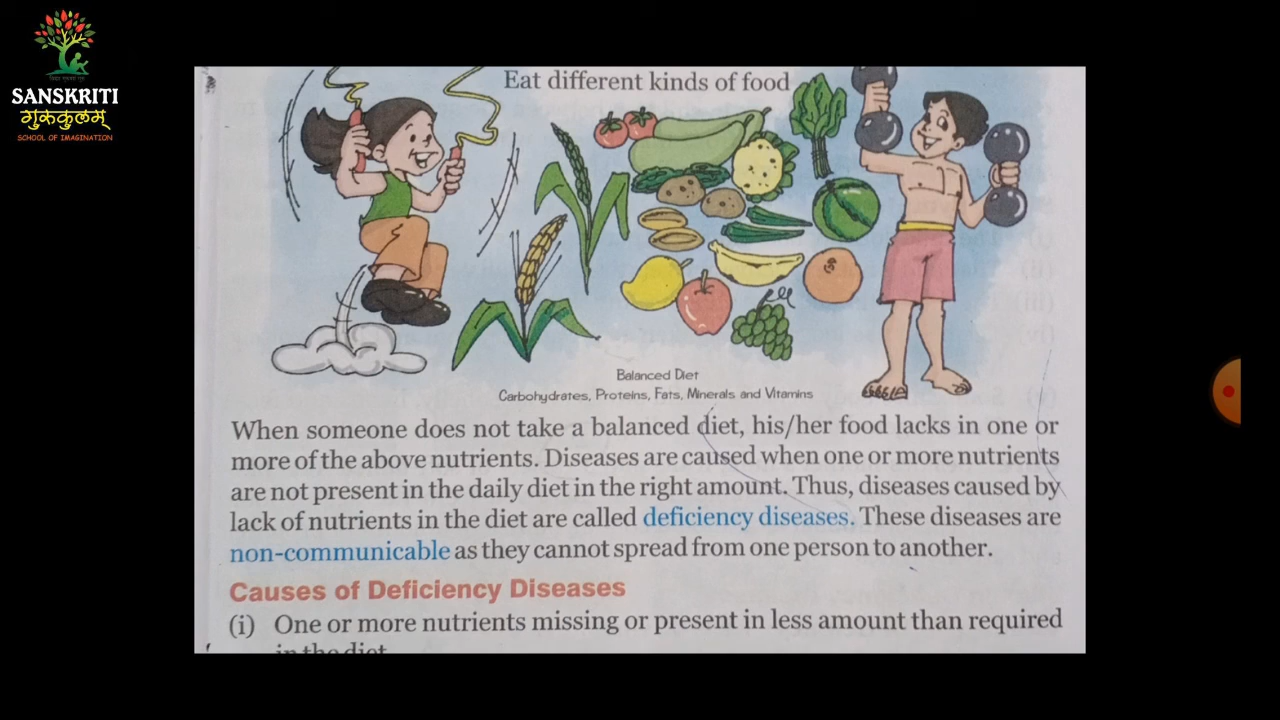 SANSKRITI
गुरुकुलम्
SCHOOL OF IMAGINATION
Eat different kinds of food
Balanced Diet
Carbohydrates, Proteins, Fats, Minerals and Vitamins
When someone does not take a balanced diet, his/her food lacks in one or
more of the above nutrients. Diseases are caused when one or more nutrients
are not present in the daily diet in the right amount. Thus, diseases caused by
lack of nutrients in the diet are called deficiency diseases. These diseases are
non-communicable as they cannot spread from one person to another.
Causes of Deficiency Diseases
(i) One or more nutrients missing or present in less amount than required
in the diet